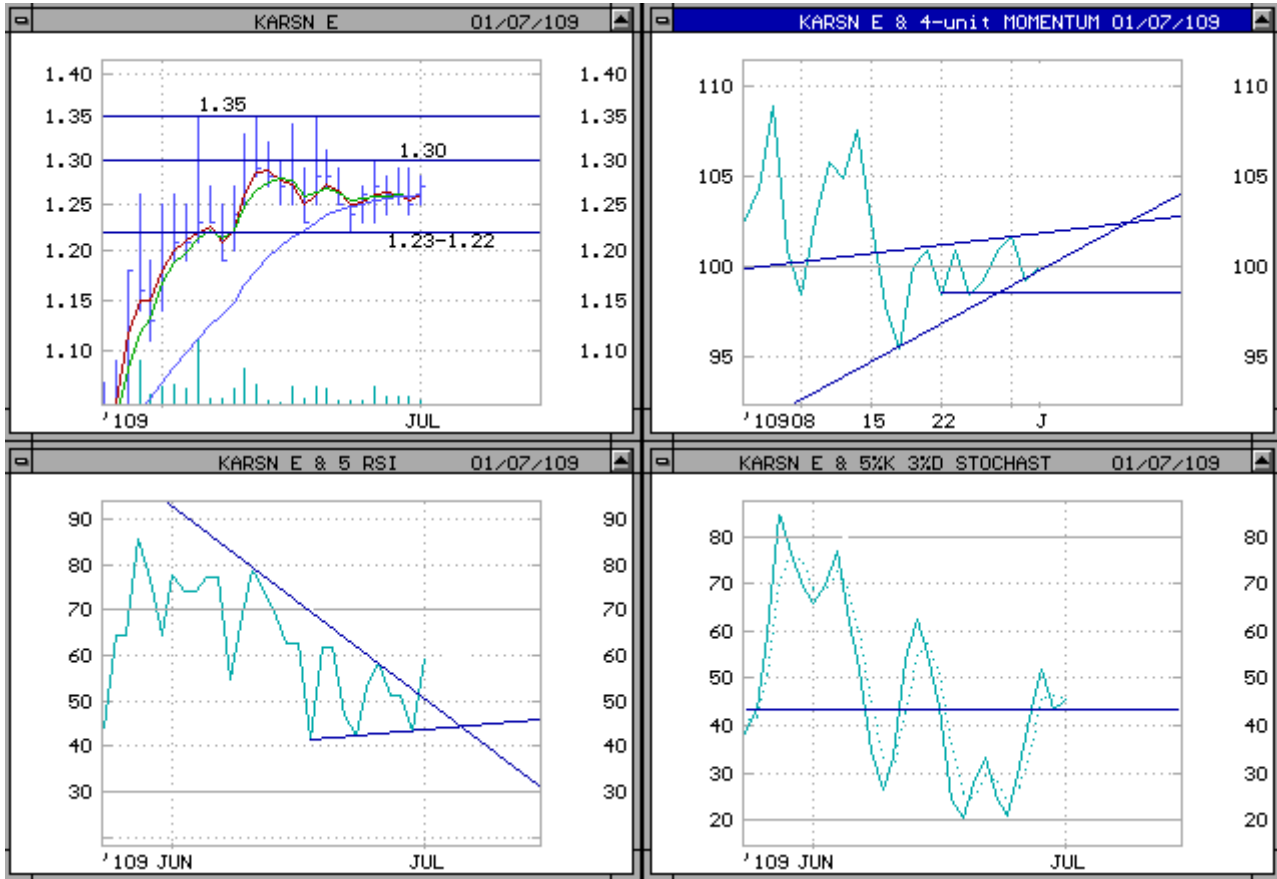 KARSN E 01/07/109
1.40 1.40
1.35 1.35 1.35
1.30 1.30 1.30
1.25 1.25
1.20 1.23-1.22 1.20
1.15 1.15
1.10 1.10
'109 JUL
KARSN E & 4-unit MOMENTUM 01/07/109
110 110
105 105
100 100
95 95
'10908 15 22 J
KARSN E & 5 RSI 01/07/109
90 90
80 80
70 70
60 60
50 50
40 40
30 30
'109 JUN JUL
KARSN E & 5%K 3%D STOCHAST 01/07/109
80 80
70 70
60 60
50 50
40 40
30 30
20 20
'109 JUN JUL